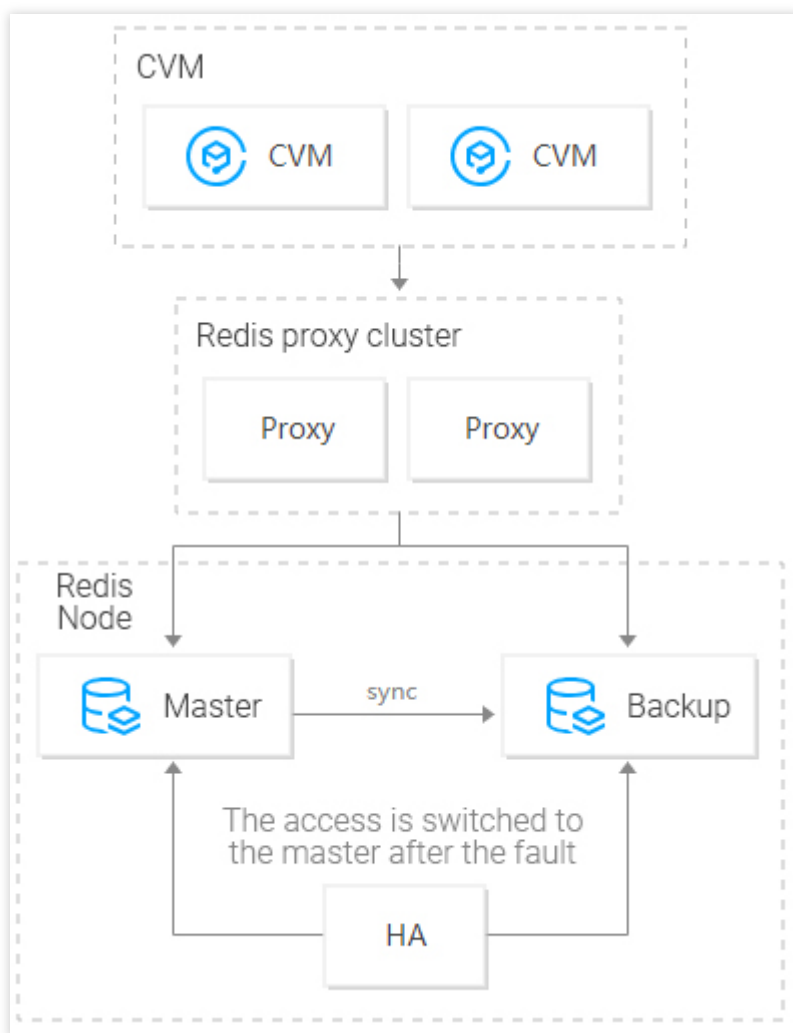 CVM
CVM
CVM
Redis proxy cluster
Proxy
Proxy
Redis
Node
Master
sync
Backup
The access is switched to
the master after the fault
HA